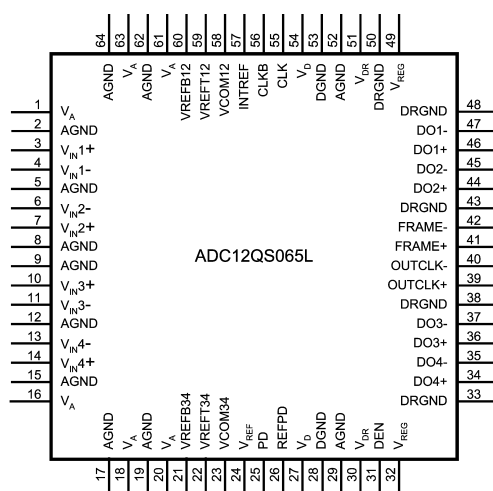 64 AGND
63 VA
62 AGND
61 VA
60 VREFB12
59 VREFT12
58 VCOM12
57 INTREF
56 CLKB
55 CLK
54 VD
53 DGND
52 AGND
51 VDR
50 DRGND
49 VREG
1 VA
2 AGND
3 VIN1+
4 VIN1-
5 AGND
6 VIN2-
7 VIN2+
8 AGND
9 AGND
10 VIN3+
11 VIN3-
12 AGND
13 VIN4-
14 VIN4+
15 AGND
16 VA
ADC12QS065L
DRGND 48
DO1- 47
DO1+ 46
DO2- 45
DO2+ 44
DRGND 43
FRAME- 42
FRAME+ 41
OUTCLK- 40
OUTCLK+ 39
DRGND 38
DO3- 37
DO3+ 36
DO4- 35
DO4+ 34
DRGND 33
17 AGND
18 VA
19 AGND
20 VA
21 VREFB34
22 VREFT34
23 VCOM34
24 VREF
25 PD
26 REFPD
27 VD
28 DGND
29 AGND
30 VDR
31 DEN
32 VREG